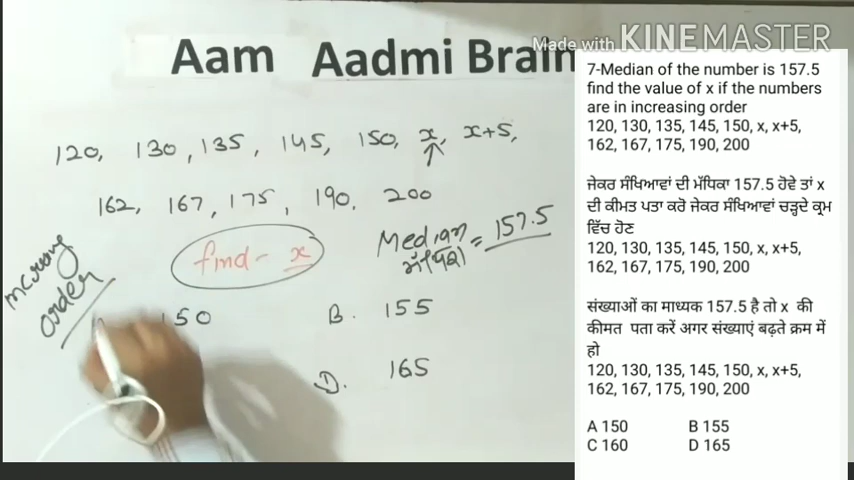 Made with KINEMASTER
Aam Aadmi Brain
120, 130, 135, 145, 150, x, x+5,
162, 167, 175, 190, 200
Median = 157.5
find - x
order
150
B. 155
D. 165
7-Median of the number is 157.5
find the value of x if the numbers
are in increasing order
120, 130, 135, 145, 150, x, x+5,
162, 167, 175, 190, 200
ਜੇਕਰ ਸੰਖਿਆਵਾਂ ਦੀ ਮੱਧਿਕਾ 157.5 ਹੋਵੇ ਤਾਂ x
ਦੀ ਕੀਮਤ ਪਤਾ ਕਰੋ ਜੇਕਰ ਸੰਖਿਆਵਾਂ ਚੜ੍ਹਦੇ ਕ੍ਰਮ
ਵਿੱਚ ਹੋਣ
120, 130, 135, 145, 150, x, x+5,
162, 167, 175, 190, 200
संख्याओं का माध्यक 157.5 है तो x की
कीमत पता करें अगर संख्याएं बढ़ते क्रम में
हो
120, 130, 135, 145, 150, x, x+5,
162, 167, 175, 190, 200
A 150 B 155
C 160 D 165